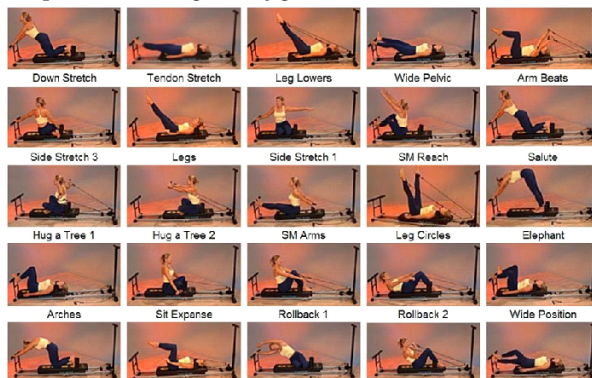 Down Stretch
Tendon Stretch
Leg Lowers
Wide Pelvic
Arm Beats
Side Stretch 3
Legs
Side Stretch 1
SM Reach
Salute
Hug a Tree 1
Hug a Tree 2
SM Arms
Leg Circles
Elephant
Arches
Sit Expanse
Rollback 1
Rollback 2
Wide Position